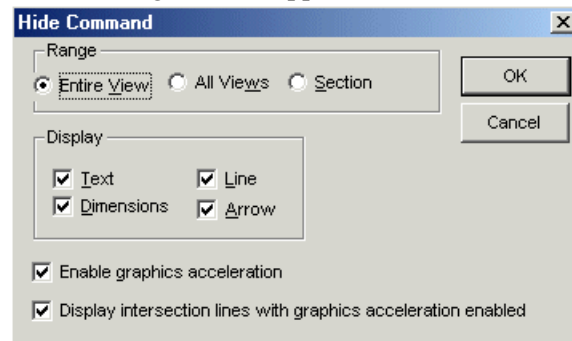 Hide Command
Range
Entire View All Views Section
OK
Cancel
Display
Text Line
Dimensions Arrow
Enable graphics acceleration
Display intersection lines with graphics acceleration enabled